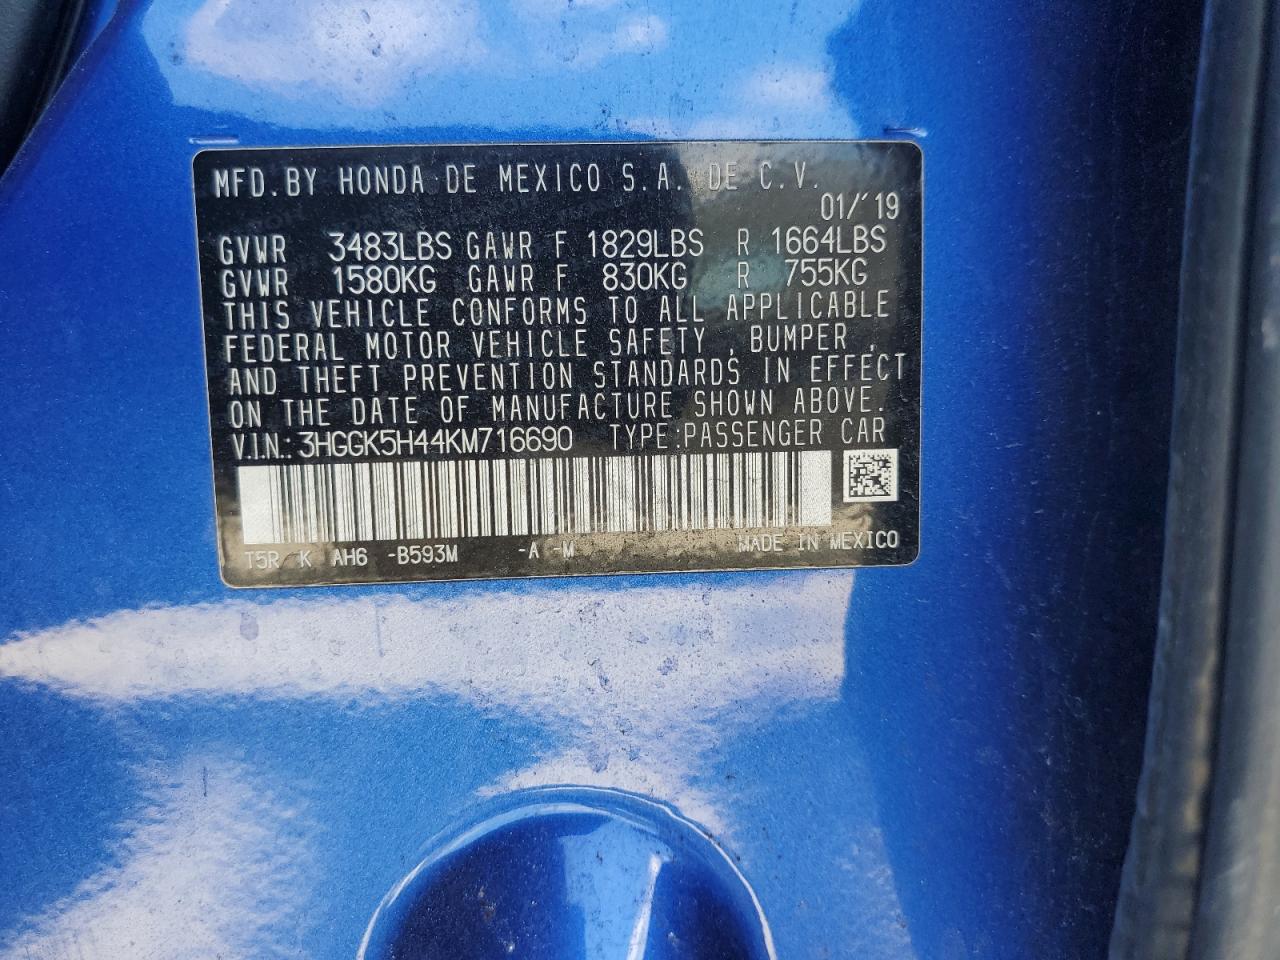 MFD. BY HONDA DE MEXICO S.A. DE C.V.
01/'19
GVWR 3483LBS GAWR F 1829LBS R 1664LBS
GVWR 1580KG GAWR F 830KG R 755KG
THIS VEHICLE CONFORMS TO ALL APPLICABLE
FEDERAL MOTOR VEHICLE SAFETY , BUMPER ,
AND THEFT PREVENTION STANDARDS IN EFFECT
ON THE DATE OF MANUFACTURE SHOWN ABOVE.
V.I.N.: 3HGGK5H44KM716690 TYPE:PASSENGER CAR
T5R K AH6 -B593M -A -M MADE IN MEXICO